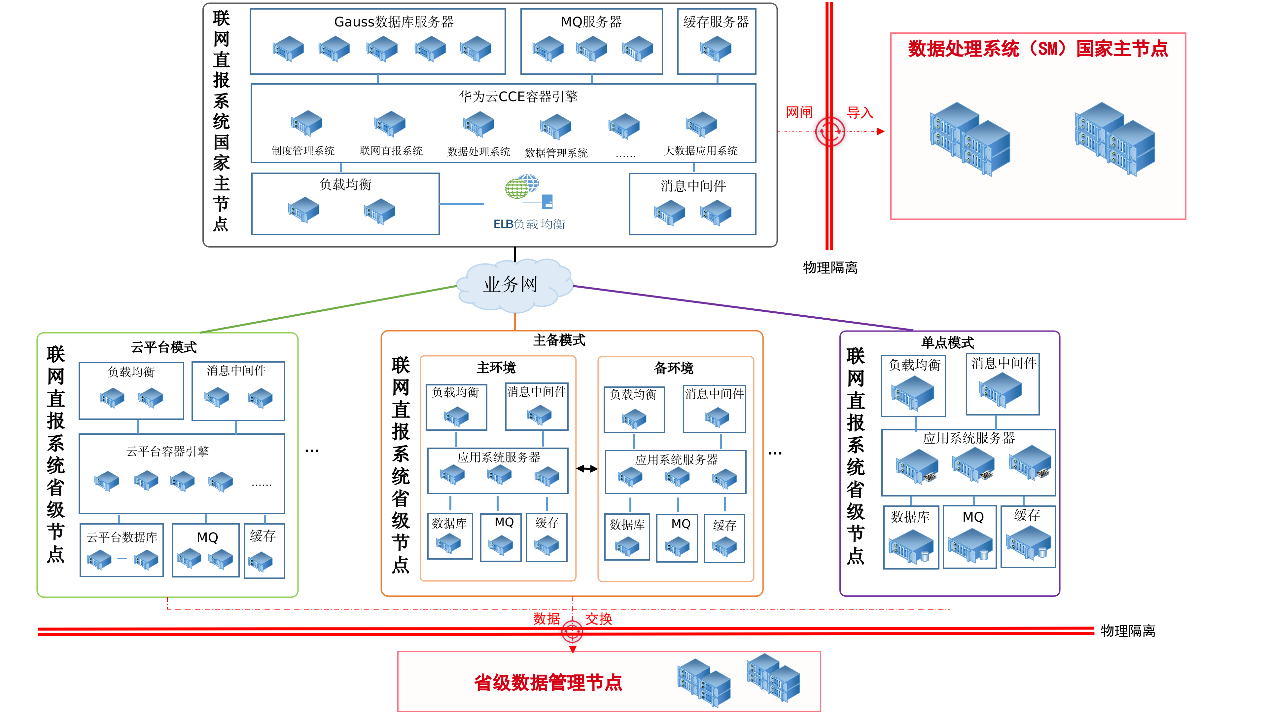 联网直报系统国家主节点
Gauss数据库服务器
MQ服务器
缓存服务器
华为云CCE容器引擎
制度管理系统
联网直报系统
数据处理系统
数据管理系统
......
大数据应用系统
负载均衡
ELB负载均衡
消息中间件
网闸
导入
物理隔离
数据处理系统（SM）国家主节点
业务网
联网直报系统省级节点
云平台模式
负载均衡
消息中间件
云平台容器引擎
......
云平台数据库
MQ
缓存
...
联网直报系统省级节点
主备模式
主环境
负载均衡
消息中间件
应用系统服务器
数据库
MQ
缓存
备环境
负载均衡
消息中间件
应用系统服务器
数据库
MQ
缓存
...
联网直报系统省级节点
单点模式
负载均衡
消息中间件
应用系统服务器
数据库
MQ
缓存
数据
交换
物理隔离
省级数据管理节点